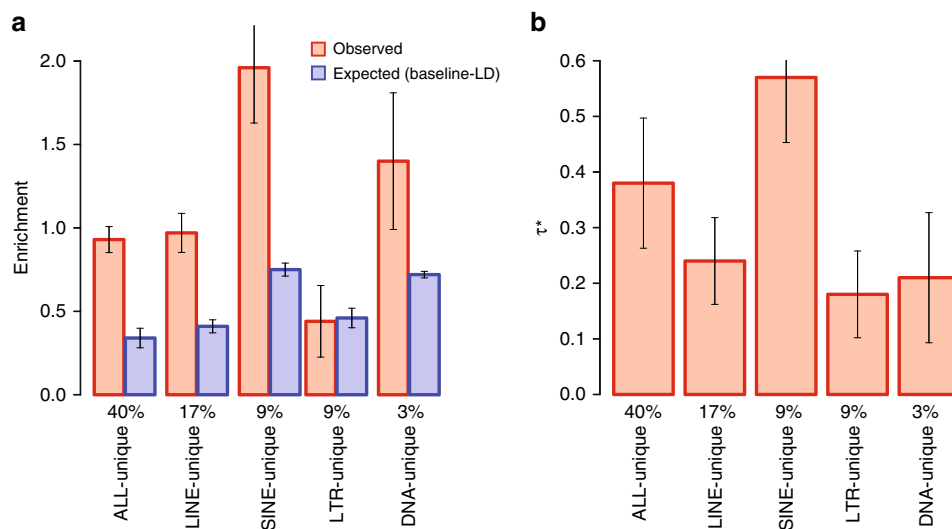 a
Observed
Expected (baseline-LD)
Enrichment
2.0
1.5
1.0
0.5
0.0
40% 17% 9% 9% 3%
ALL-unique
LINE-unique
SINE-unique
LTR-unique
DNA-unique
b
τ*
0.6
0.5
0.4
0.3
0.2
0.1
0.0
40% 17% 9% 9% 3%
ALL-unique
LINE-unique
SINE-unique
LTR-unique
DNA-unique